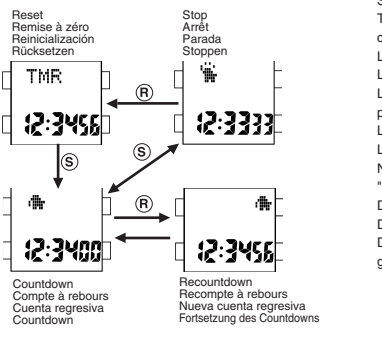 Reset
Remise à zéro
Reinicialización
Rücksetzen
Stop
Arrêt
Parada
Stoppen
TMR
12:3456
R
12:3333
S
S
R
12:3400
12:3456
Countdown
Compte à rebours
Cuenta regresiva
Countdown
Recountdown
Recompte à rebours
Nueva cuenta regresiva
Fortsetzung des Countdowns